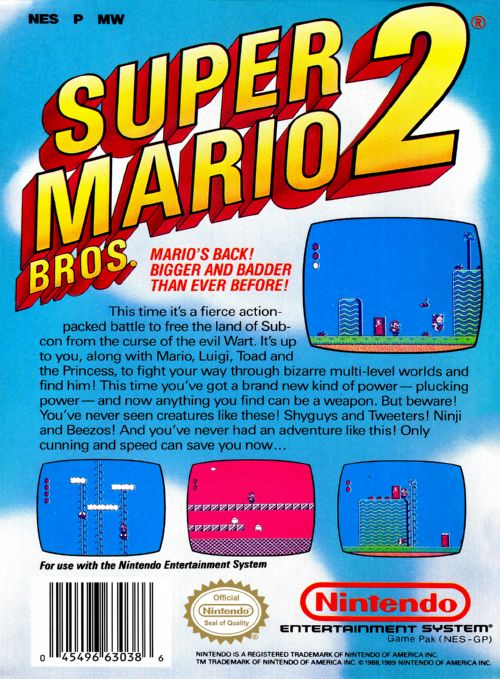 NES P MW
SUPER
MARIO 2®
BROS.
MARIO'S BACK!
BIGGER AND BADDER
THAN EVER BEFORE!
This time it's a fierce action-
packed battle to free the land of Sub-
con from the curse of the evil Wart. It's up
to you, along with Mario, Luigi, Toad and
the Princess, to fight your way through bizarre multi-level worlds and
find him! This time you've got a brand new kind of power—plucking
power—and now anything you find can be a weapon. But beware!
You've never seen creatures like these! Shyguys and Tweeters! Ninji
and Beezos! And you've never had an adventure like this! Only
cunning and speed can save you now...
For use with the Nintendo Entertainment System
0 45496 63038 6
Official
Nintendo
Seal of Quality
Nintendo®
ENTERTAINMENT SYSTEM®
Game Pak (NES-GP)
NINTENDO IS A REGISTERED TRADEMARK OF NINTENDO OF AMERICA INC.
TM TRADEMARK OF NINTENDO OF AMERICA INC. © 1988, 1989 NINTENDO OF AMERICA INC.